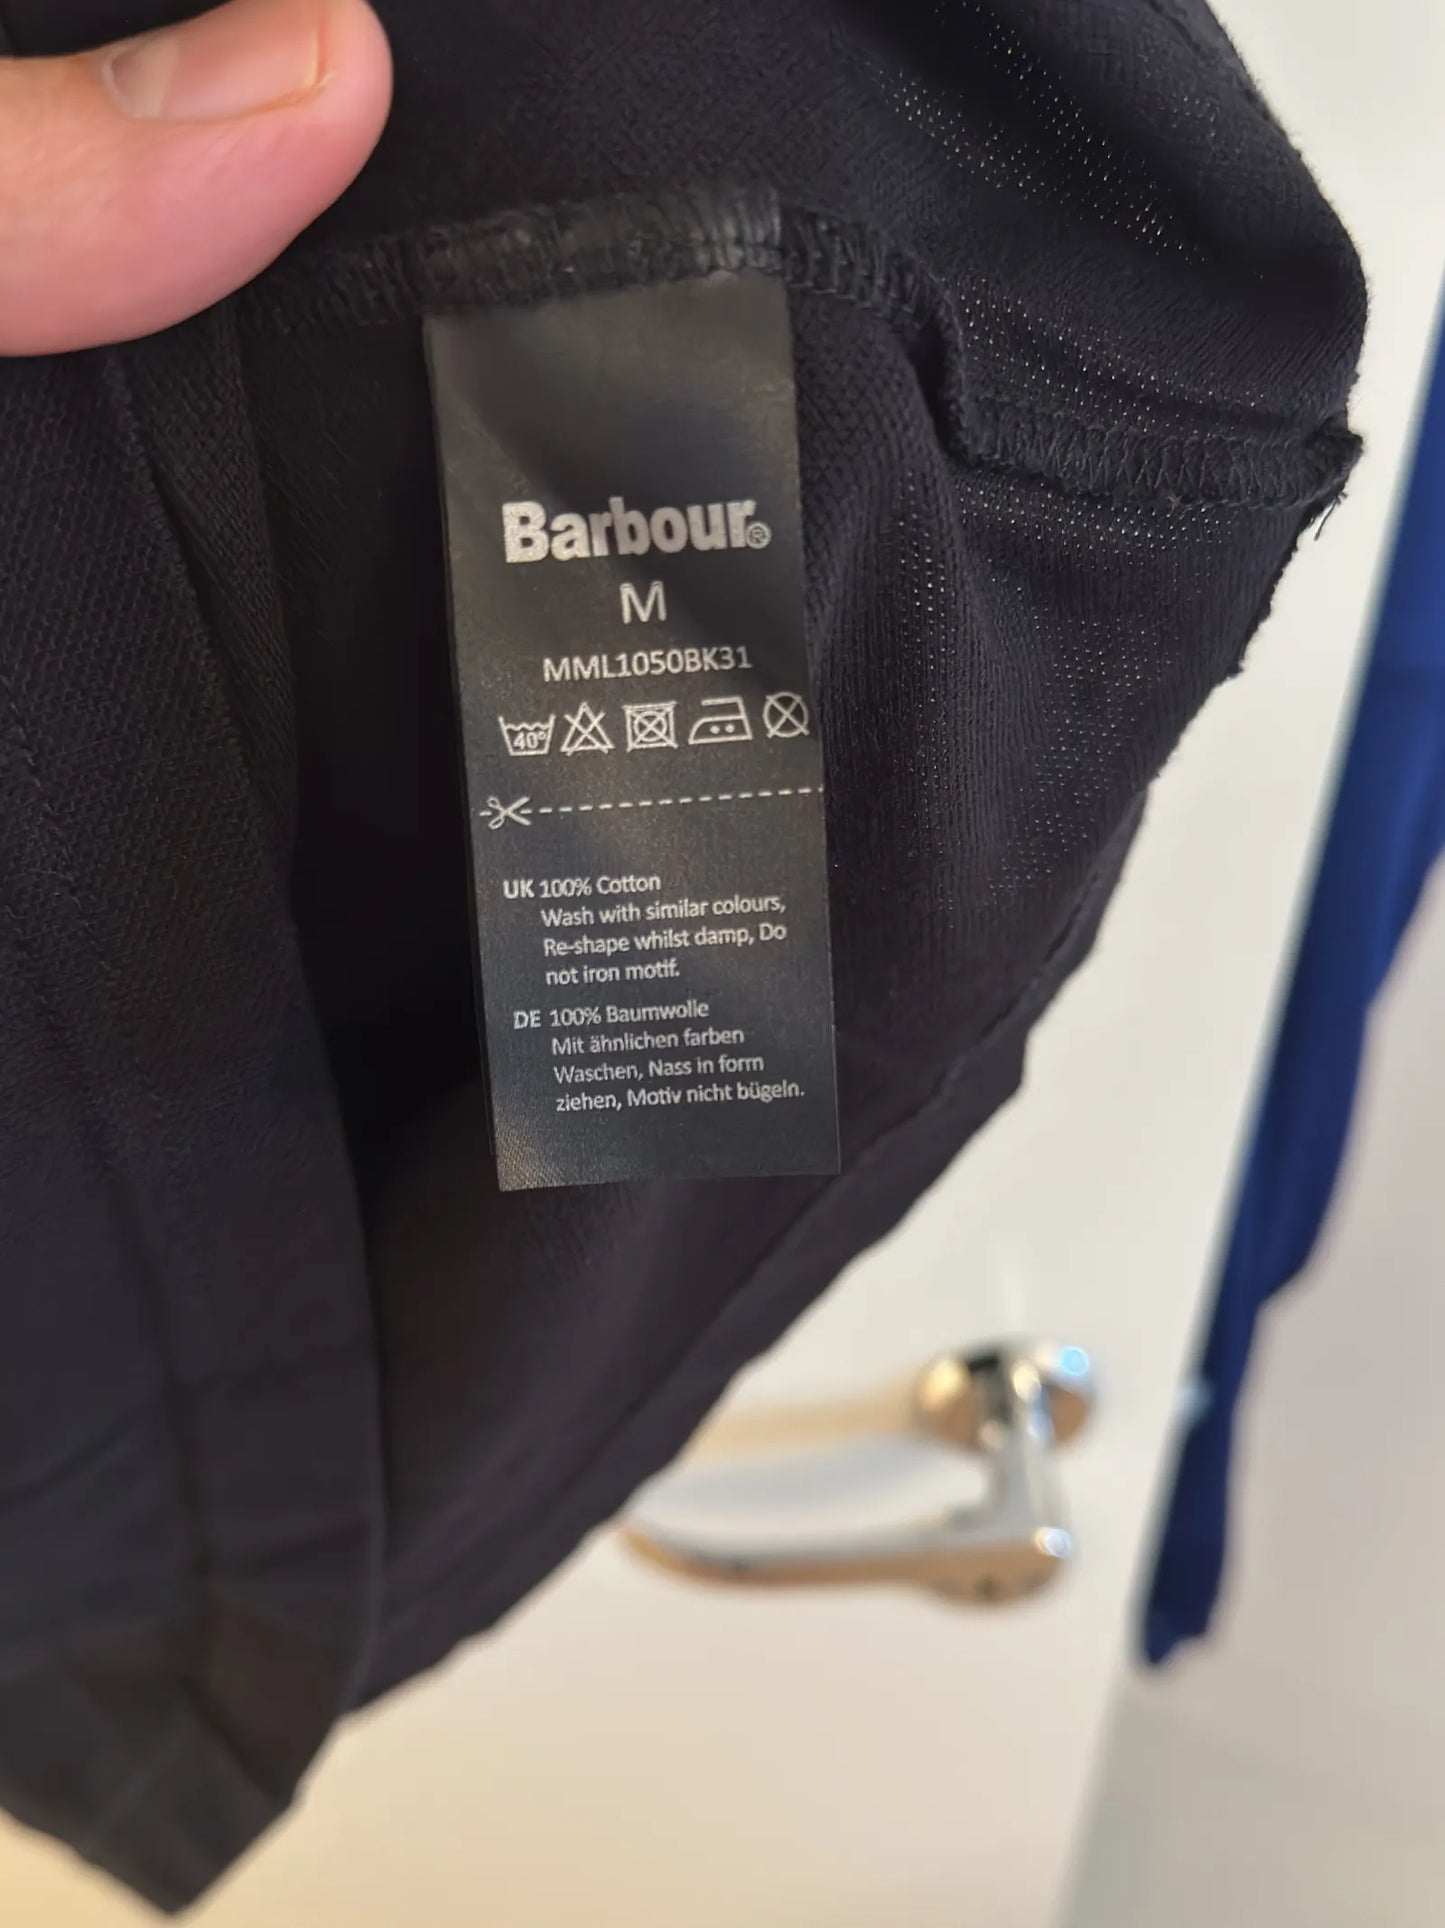 Barbour®
M
MML1050BK31
40°
UK 100% Cotton
Wash with similar colours,
Re-shape whilst damp, Do
not iron motif.
DE 100% Baumwolle
Mit ähnlichen farben
Waschen, Nass in form
ziehen, Motiv nicht bügeln.